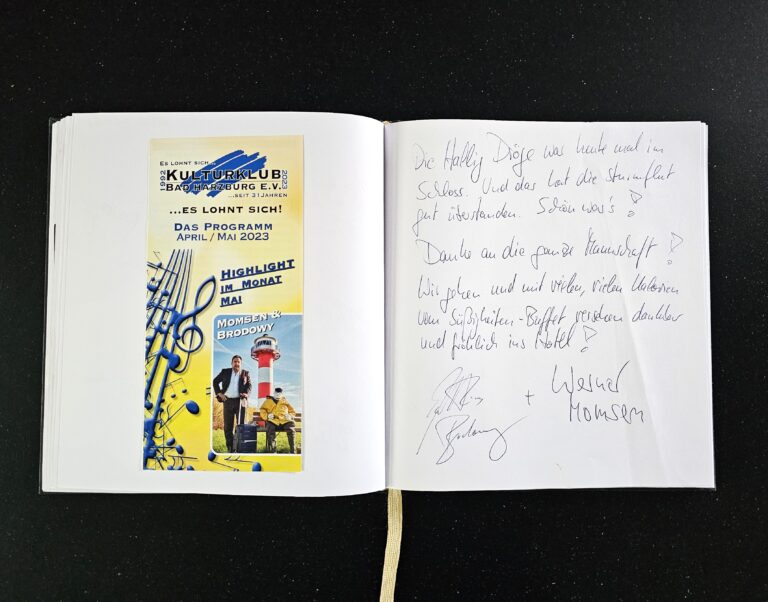 ES LOHNT SICH...
1992
KULTURKLUB
2023
BAD HARZBURG E.V.
...SEIT 31 JAHREN
...ES LOHNT SICH!
DAS PROGRAMM
APRIL / MAI 2023
HIGHLIGHT
IM MONAT
MAI
MOMSEN &
BRODOWY
Die Hallig Dröge war heute mal im
Schloss. Und das hat die Sturmflut
gut überstanden. Schön war's!
Danke an die ganze Mannschaft!
Wir gehen und mit vielen, vielen Kalorien
vom Süßigkeiten-Buffet versehen dankbar
und fröhlich ins Hotel!
+ Werner
Momsen
Brodowy